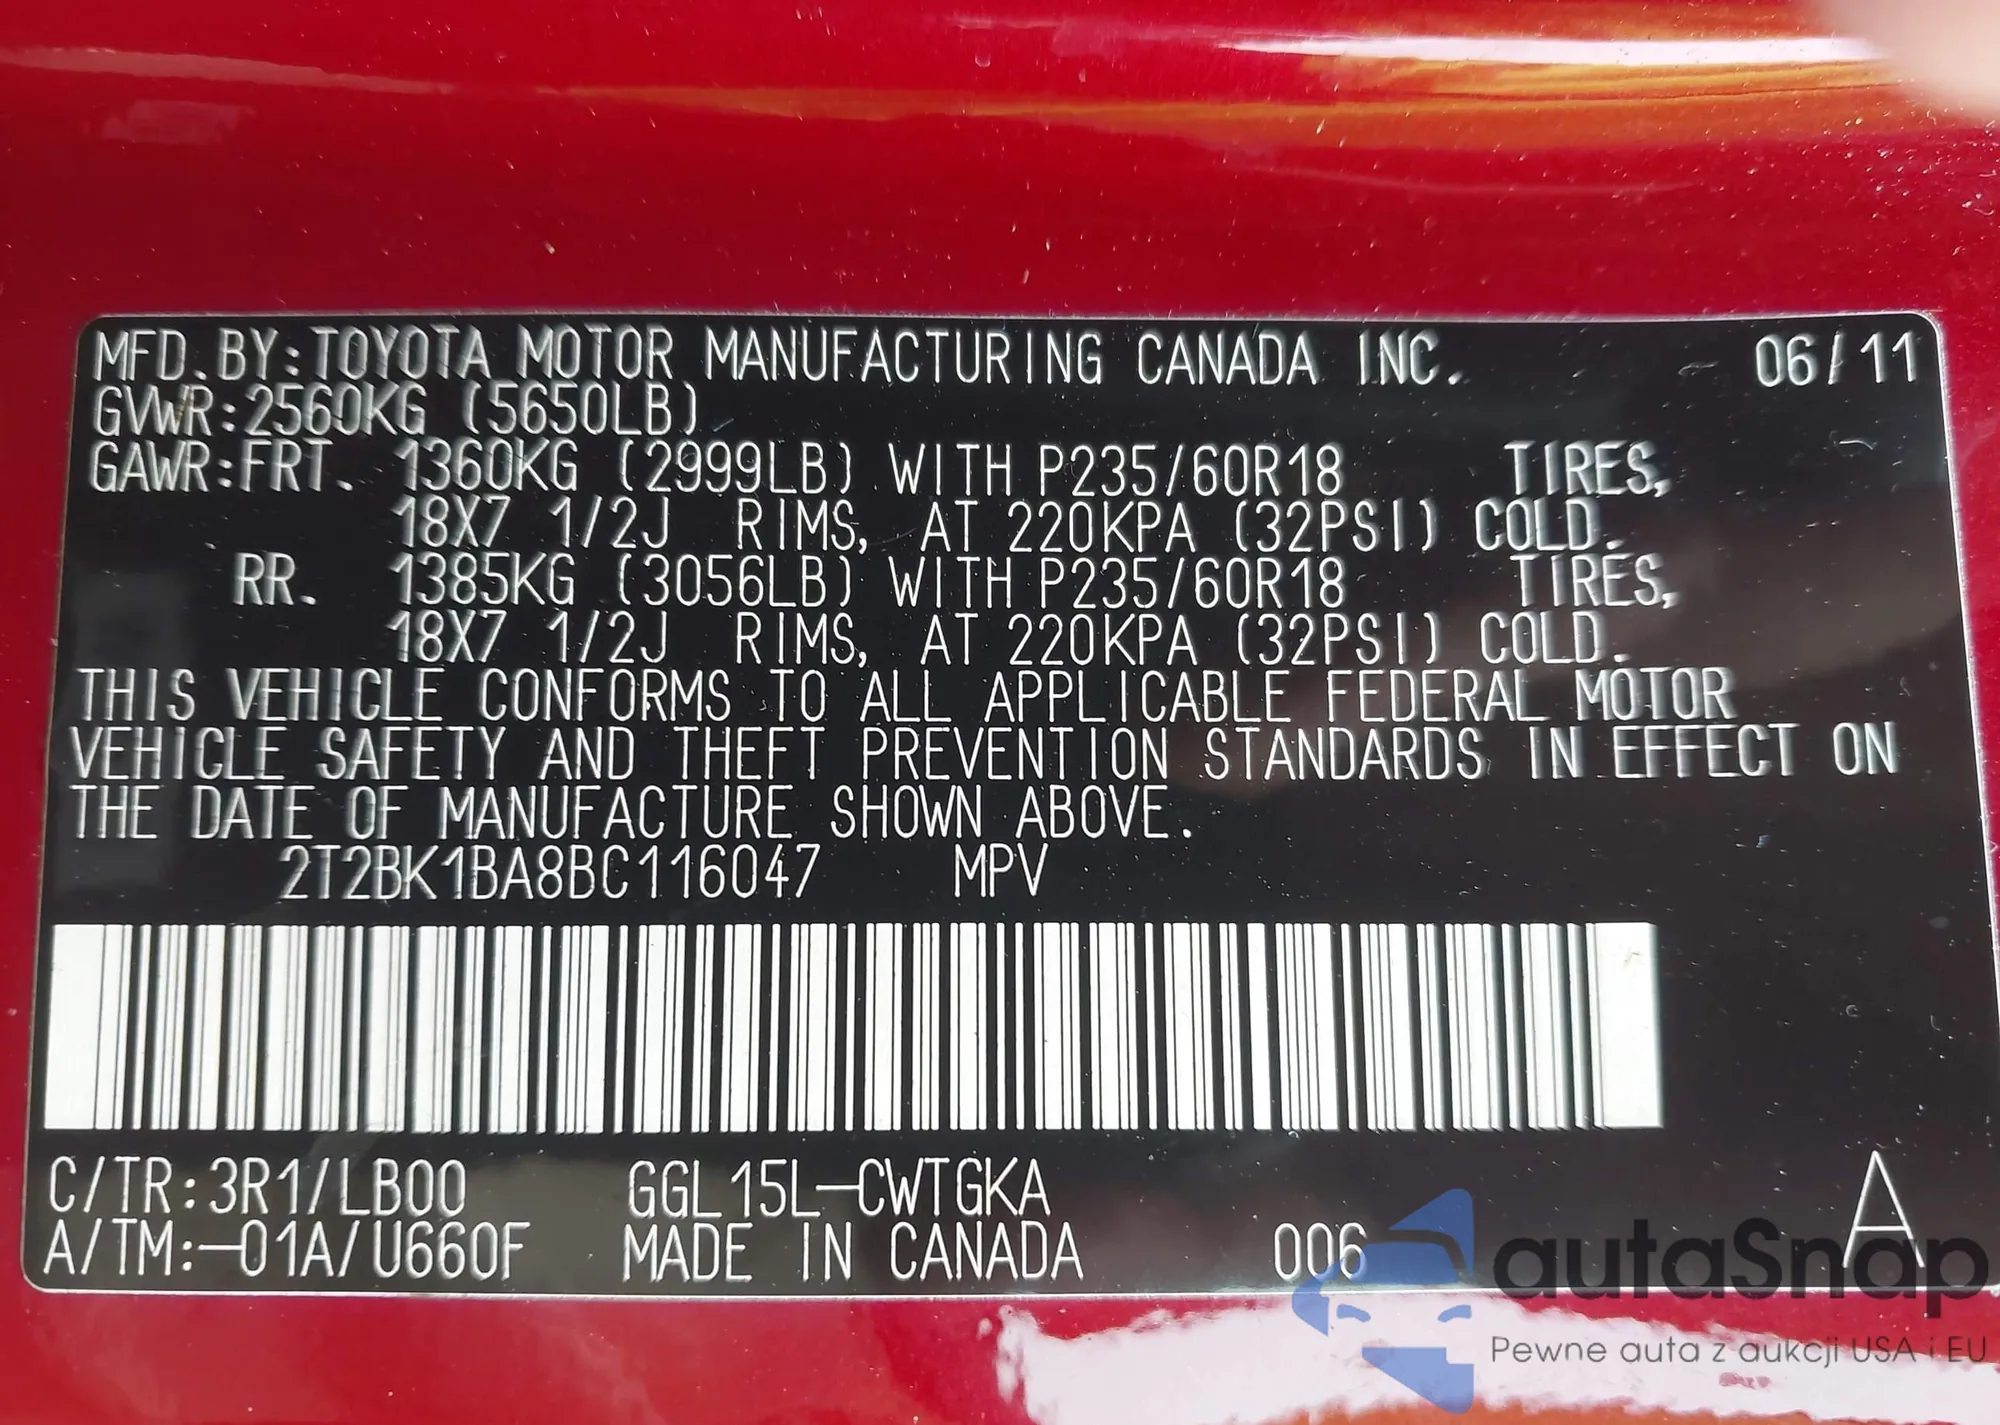 MFD. BY: TOYOTA MOTOR MANUFACTURING CANADA INC. 06/11
GVWR: 2560KG (5650LB)
GAWR: FRT. 1360KG (2999LB) WITH P235/60R18 TIRES,
18X7 1/2J RIMS, AT 220KPA (32PSI) COLD.
RR. 1385KG (3056LB) WITH P235/60R18 TIRES,
18X7 1/2J RIMS, AT 220KPA (32PSI) COLD.
THIS VEHICLE CONFORMS TO ALL APPLICABLE FEDERAL MOTOR
VEHICLE SAFETY AND THEFT PREVENTION STANDARDS IN EFFECT ON
THE DATE OF MANUFACTURE SHOWN ABOVE.
2T2BK1BA8BC116047 MPV
C/TR: 3R1/LB00 GGL15L-CWTGKA A
A/TM:-01A/U660F MADE IN CANADA 006
autaSnap
Pewne auta z aukcji USA i EU